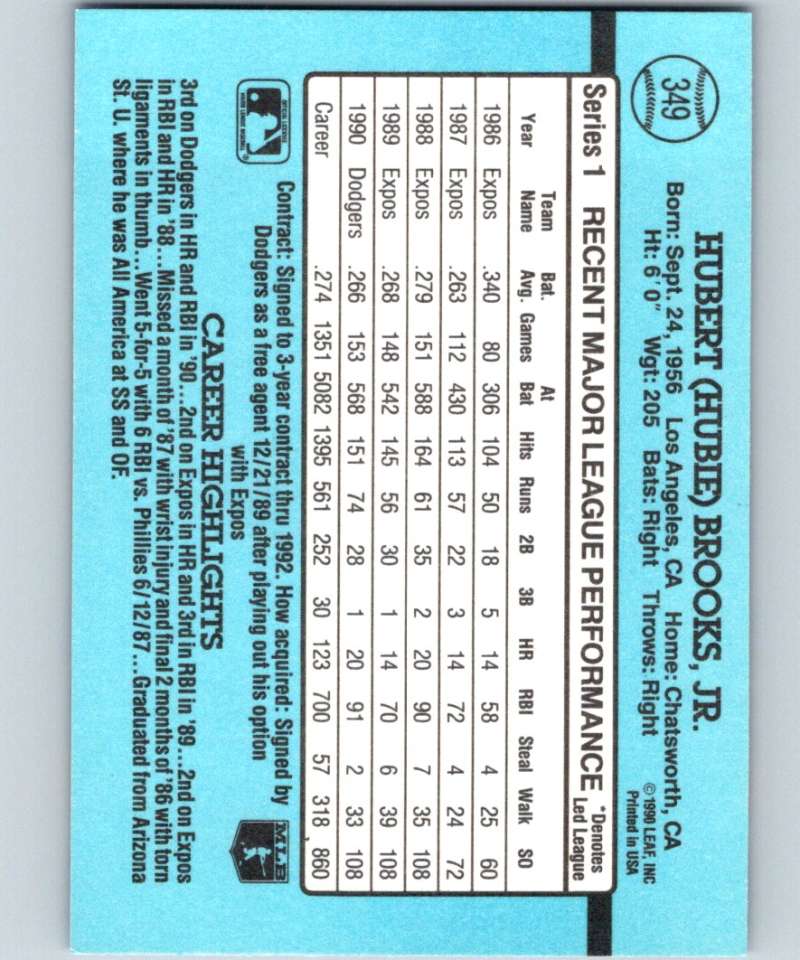 349
HUBERT (HUBIE) BROOKS, JR.
Born: Sept. 24, 1956 Los Angeles, CA Home: Chatsworth, CA
Ht: 6'0" Wgt: 205 Bats: Right Throws: Right
© 1990 LEAF, INC
Printed in USA
Series 1 RECENT MAJOR LEAGUE PERFORMANCE *Denotes Led League
Year Team Name Bat. Avg. Games At Bat Hits Runs 2B 3B HR RBI Steal Walk SO
1986 Expos .340 80 306 104 50 18 5 14 58 4 25 60
1987 Expos .263 112 430 113 57 22 3 14 72 4 24 72
1988 Expos .279 151 588 164 61 35 2 20 90 7 35 108
1989 Expos .268 148 542 145 56 30 1 14 70 6 39 108
1990 Dodgers .266 153 568 151 74 28 1 20 91 2 33 108
Career .274 1351 5082 1395 561 252 30 123 700 57 318 860
OFFICIAL LICENSEE
MAJOR LEAGUE BASEBALL
Contract: Signed to 3-year contract thru 1992. How acquired: Signed by
Dodgers as a free agent 12/21/89 after playing out his option
with Expos
MLB
CAREER HIGHLIGHTS
3rd on Dodgers in HR and RBI in '90...2nd on Expos in HR and 3rd in RBI in '89...2nd on Expos
in RBI and HR in '88...Missed a month of '87 with wrist injury and final 2 months of '86 with torn
ligaments in thumb...Went 5-for-5 with 6 RBI vs. Phillies 6/12/87...Graduated from Arizona
St. U. where he was All America at SS and OF.